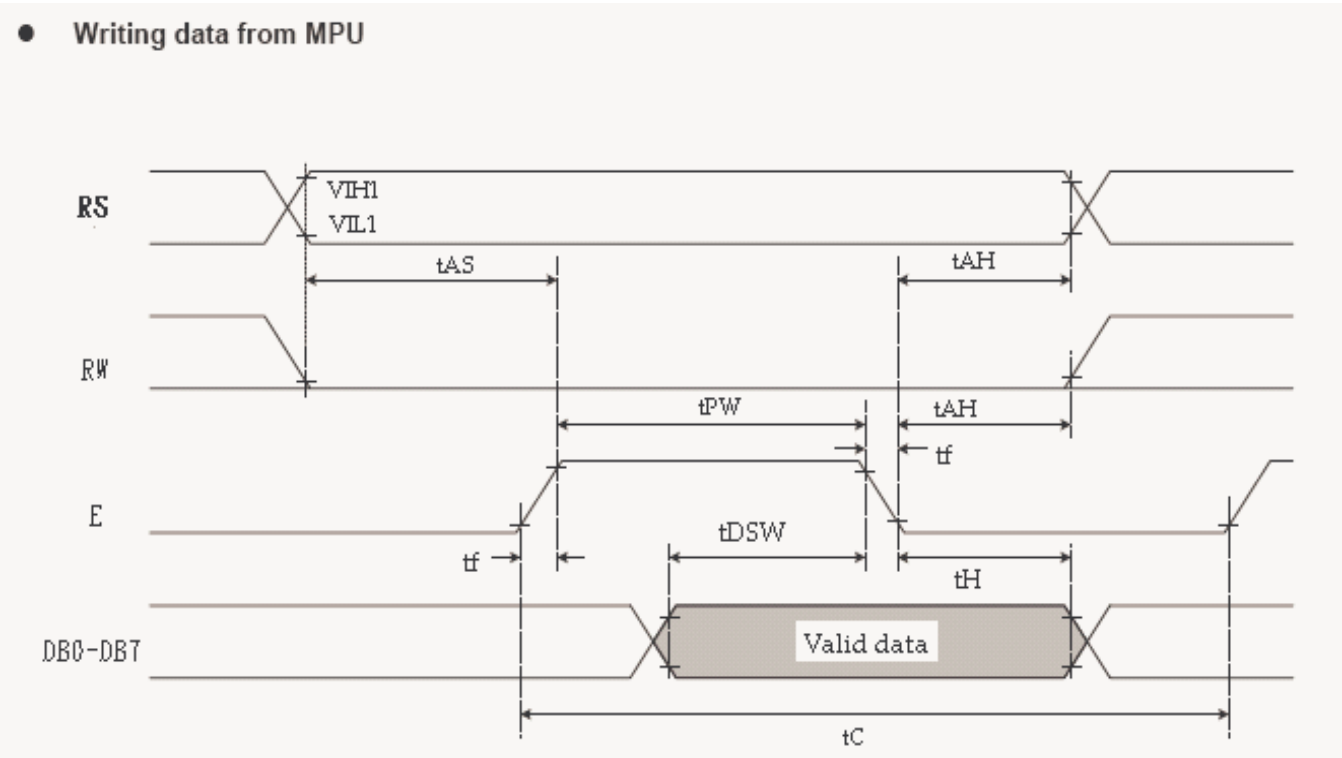 ● Writing data from MPU
RS
VIH1
VIL1
tAS
tAH
RW
tPW
tAH
tf
E
tDSW
tf
tH
DB0-DB7
Valid data
tC